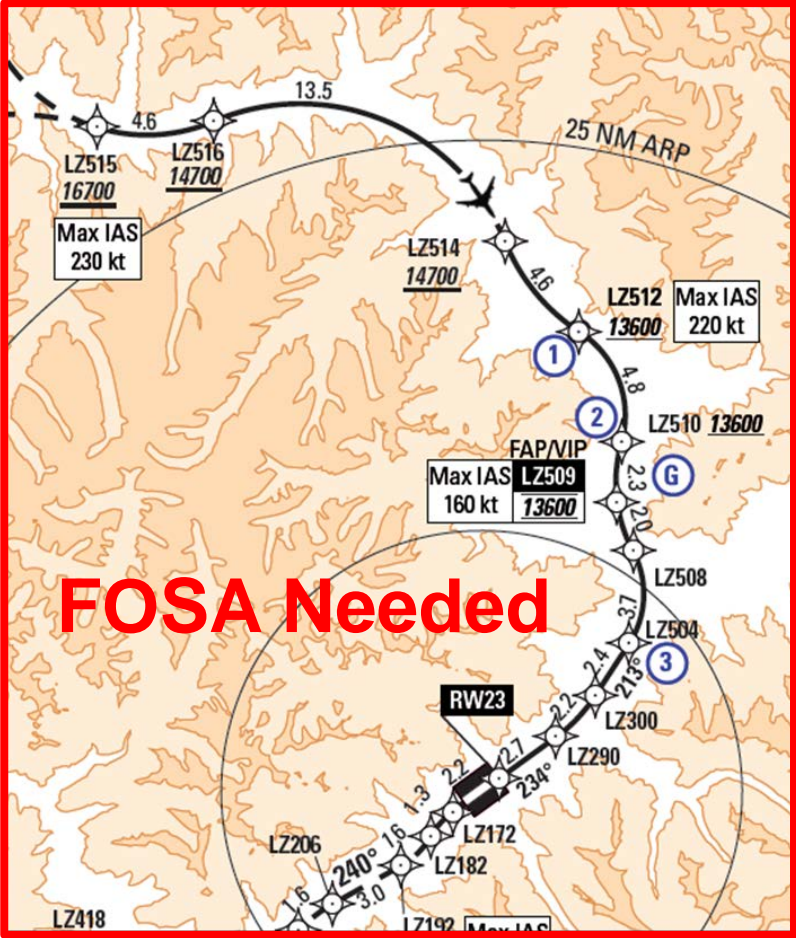 13.5
4.6
25 NM ARP
LZ515
16700
LZ516
14700
Max IAS
230 kt
LZ514
14700
4.6
LZ512
13600
Max IAS
220 kt
1
4.8
2
LZ510 13600
FAP/VIP
Max IAS
160 kt
LZ509
13600
2.3
G
2.0
LZ508
FOSA Needed
3.7
LZ504
3
2.4
213°
RW23
2.2
LZ300
2.7
LZ290
234°
2.2
1.3
LZ172
LZ206
16
LZ182
240°
3.0
1.6
LZ418
LZ192
Max IAS